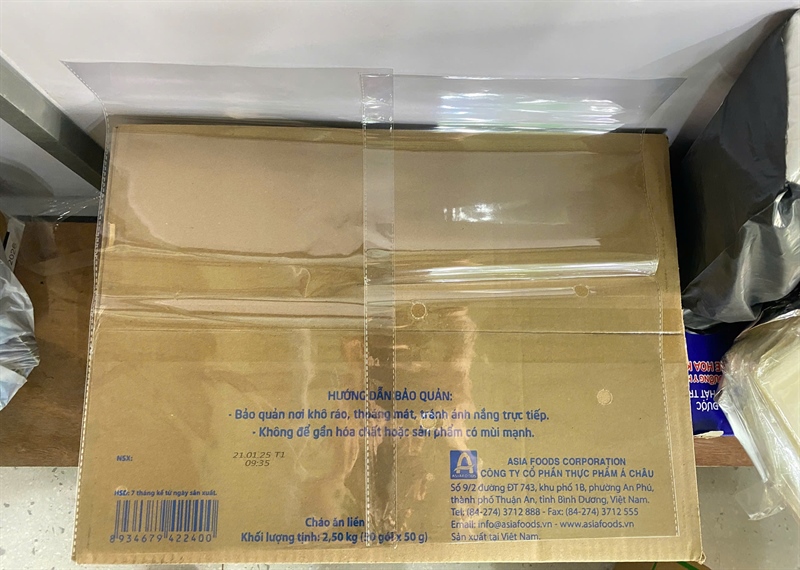 HƯỚNG DẪN BẢO QUẢN:
- Bảo quản nơi khô ráo, thoáng mát, tránh ánh nắng trực tiếp.
- Không để gần hóa chất hoặc sản phẩm có mùi mạnh.
NSX:
21.01.25 T1
09:35
HSD: 7 tháng kể từ ngày sản xuất.
8934679422400
Cháo ăn liền
Khối lượng tịnh: 2,50 kg (50 gói x 50 g)
A
ASIA FOODS CORPORATION
CÔNG TY CỔ PHẦN THỰC PHẨM Á CHÂU
Số 9/2 đường ĐT 743, khu phố 1B, phường An Phú,
thành phố Thuận An, tỉnh Bình Dương, Việt Nam.
Tel: (84-274) 3712 888 - Fax: (84-274) 3712 555
Email: info@asiafoods.vn - www.asiafoods.vn
Sản xuất tại Việt Nam.
HÒA
DƯỢC